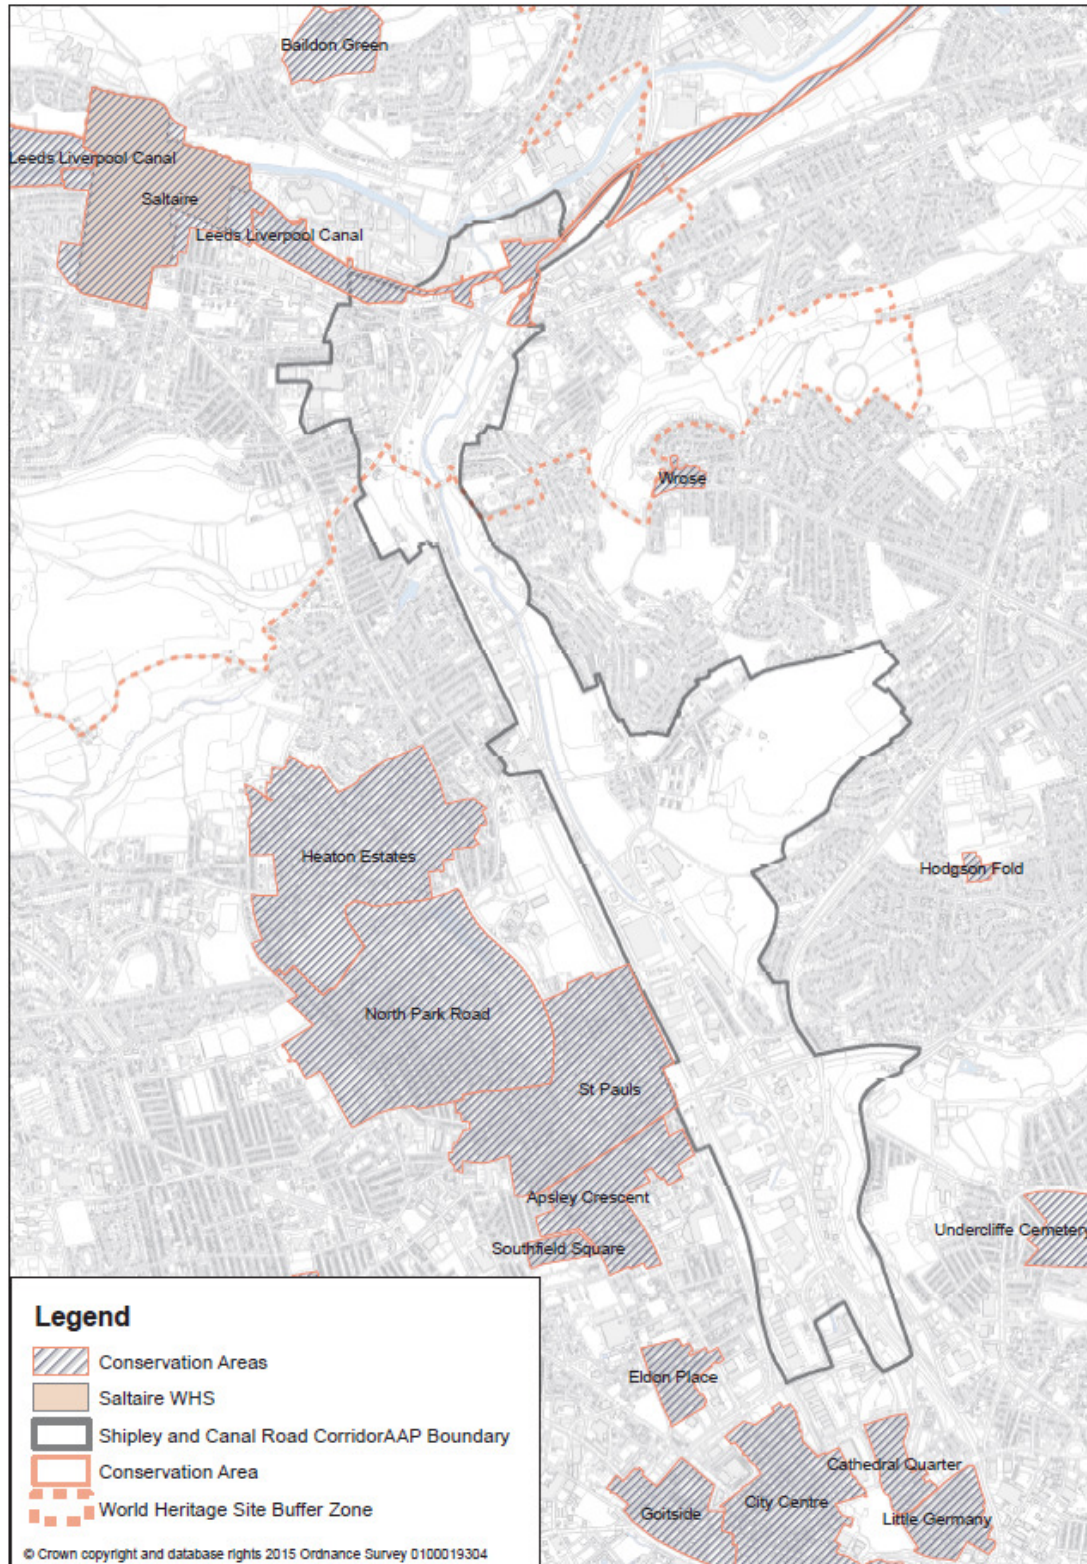 Baildon Green
Leeds Liverpool Canal
Saltaire
Leeds Liverpool Canal
Wrose
Heaton Estates
Hodgson Fold
North Park Road
St Pauls
Apsley Crescent
Undercliffe Cemetery
Southfield Square
Eldon Place
Cathedral Quarter
City Centre
Goitside
Little Germany
Legend
Conservation Areas
Saltaire WHS
Shipley and Canal Road CorridorAAP Boundary
Conservation Area
World Heritage Site Buffer Zone
© Crown copyright and database rights 2015 Ordnance Survey 0100019304